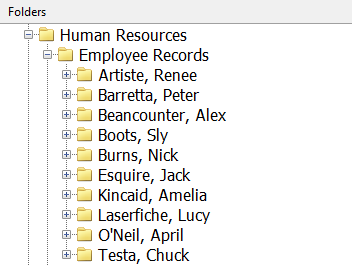 Folders
Human Resources
Employee Records
Artiste, Renee
Barretta, Peter
Beancounter, Alex
Boots, Sly
Burns, Nick
Esquire, Jack
Kincaid, Amelia
Laserfiche, Lucy
O'Neil, April
Testa, Chuck